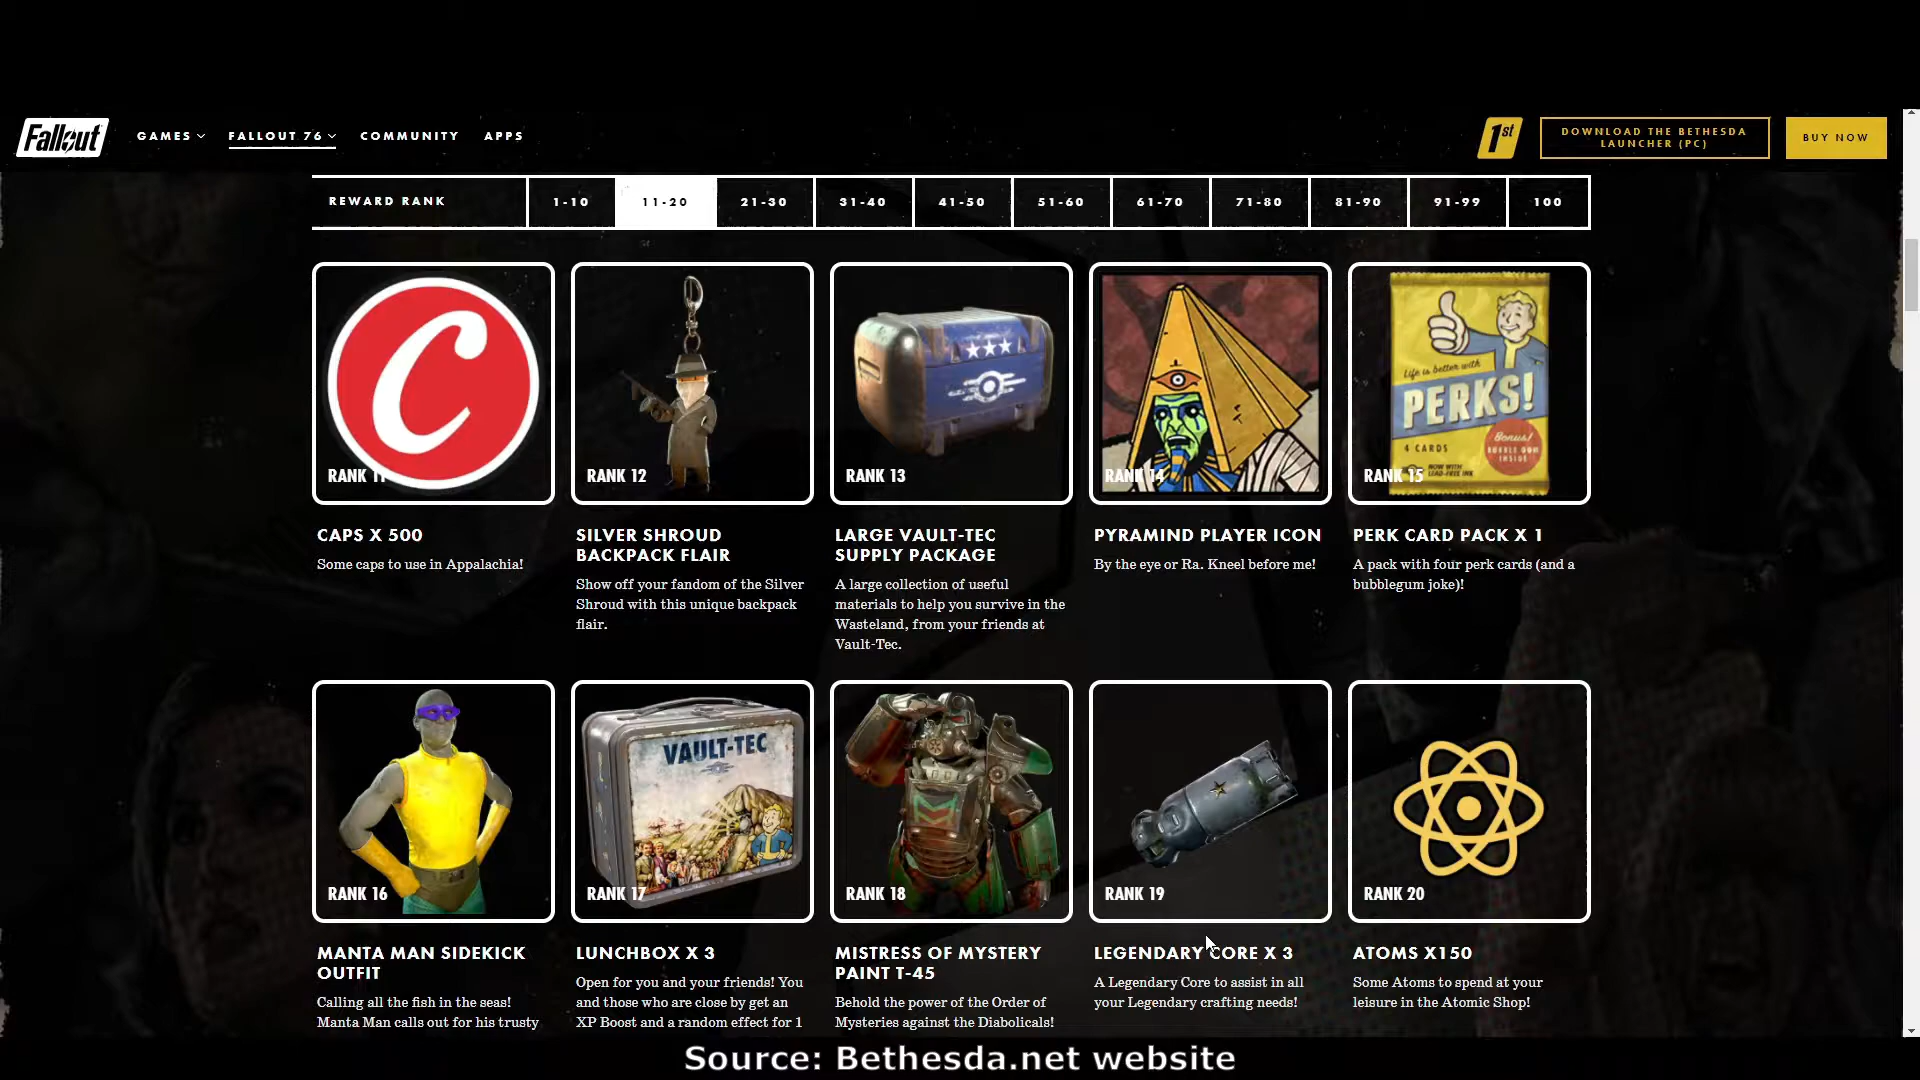 Fallout
GAMES
FALLOUT 76
COMMUNITY
APPS
1st
DOWNLOAD THE BETHESDA
LAUNCHER (PC)
BUY NOW
REWARD RANK
1-10
11-20
21-30
31-40
41-50
51-60
61-70
71-80
81-90
91-99
100
C
RANK 11
RANK 12
RANK 13
RANK 14
Life is better with
PERKS!
4 CARDS
Bonus!
BUBBLE GUM
INSIDE
NOW WITH
LEAD-FREE INK
RANK 15
CAPS X 500
Some caps to use in Appalachia!
SILVER SHROUD
BACKPACK FLAIR
Show off your fandom of the Silver
Shroud with this unique backpack
flair.
LARGE VAULT-TEC
SUPPLY PACKAGE
A large collection of useful
materials to help you survive in the
Wasteland, from your friends at
Vault-Tec.
PYRAMIND PLAYER ICON
By the eye or Ra. Kneel before me!
PERK CARD PACK X 1
A pack with four perk cards (and a
bubblegum joke)!
RANK 16
VAULT-TEC
RANK 17
M
RANK 18
RANK 19
RANK 20
MANTA MAN SIDEKICK
OUTFIT
Calling all the fish in the seas!
Manta Man calls out for his trusty
LUNCHBOX X 3
Open for you and your friends! You
and those who are close by get an
XP Boost and a random effect for 1
MISTRESS OF MYSTERY
PAINT T-45
Behold the power of the Order of
Mysteries against the Diabolicals!
LEGENDARY CORE X 3
A Legendary Core to assist in all
your Legendary crafting needs!
ATOMS X150
Some Atoms to spend at your
leisure in the Atomic Shop!
Source: Bethesda.net website